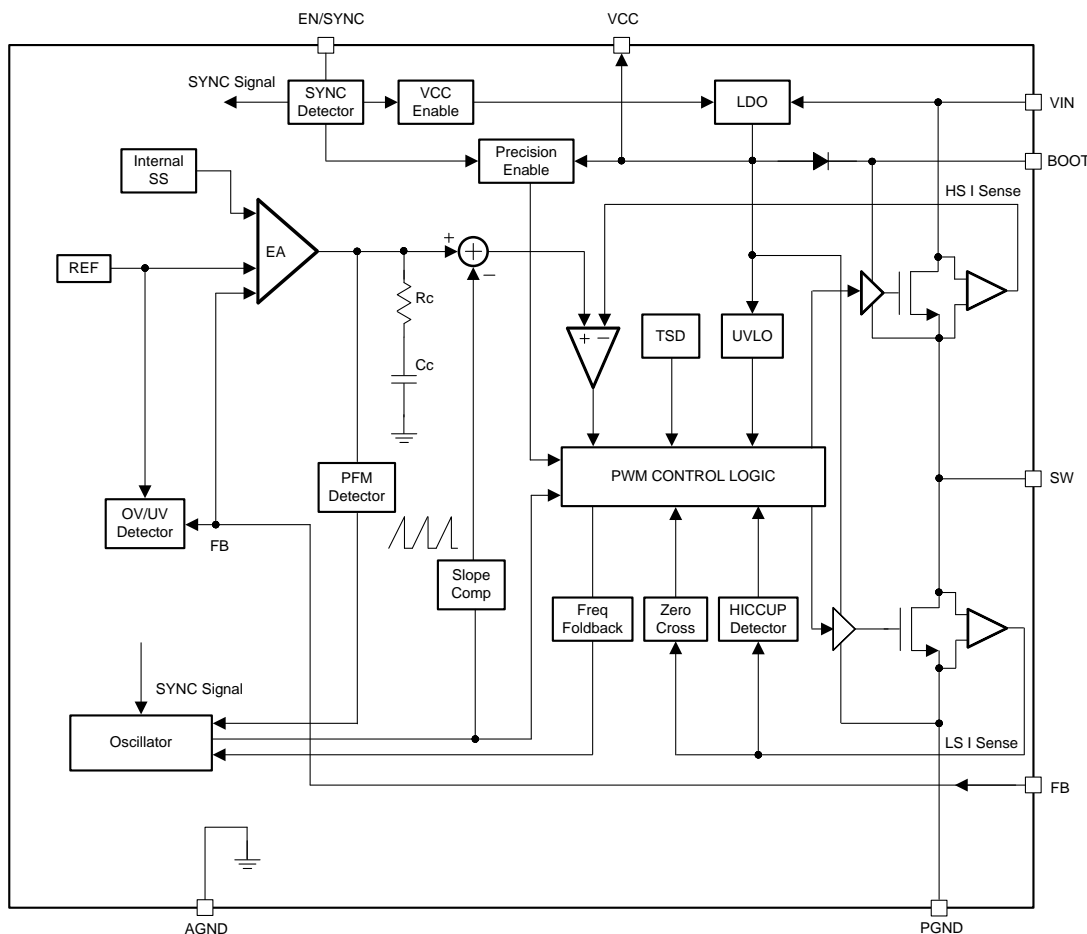 EN/SYNC
VCC
SYNC Signal
SYNC
Detector
VCC
Enable
LDO
VIN
Internal
SS
Precision
Enable
BOOT
HS I Sense
EA
+
+
−
REF
Rc
+ −
TSD
UVLO
Cc
PFM
Detector
PWM CONTROL LOGIC
SW
OV/UV
Detector
FB
Slope
Comp
Freq
Foldback
Zero
Cross
HICCUP
Detector
SYNC Signal
Oscillator
LS I Sense
FB
AGND
PGND